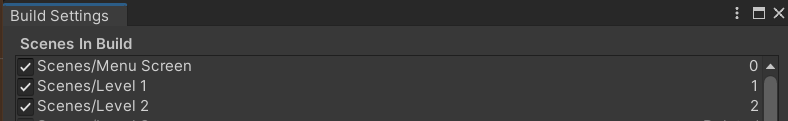 Build Settings
Scenes In Build
Scenes/Menu Screen 0
Scenes/Level 1 1
Scenes/Level 2 2